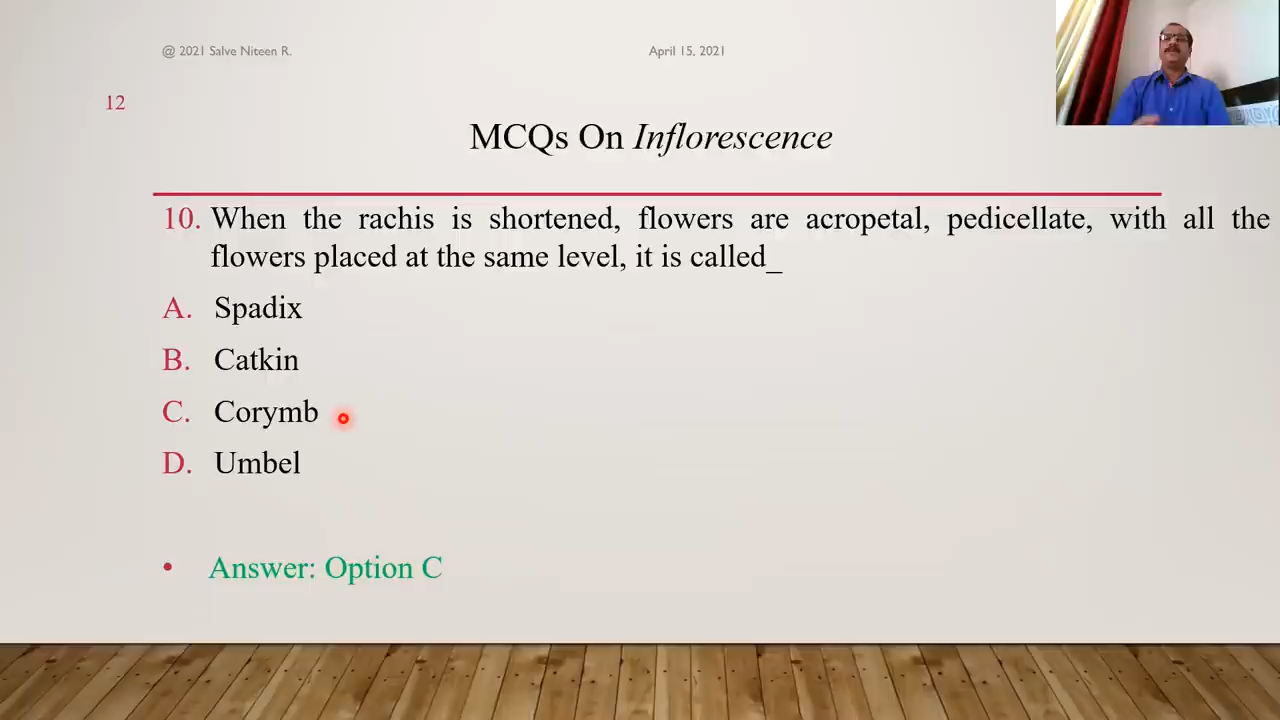 @ 2021 Salve Niteen R. April 15, 2021
12
MCQs On Inflorescence
10. When the rachis is shortened, flowers are acropetal, pedicellate, with all the
flowers placed at the same level, it is called_
A. Spadix
B. Catkin
C. Corymb
D. Umbel
• Answer: Option C